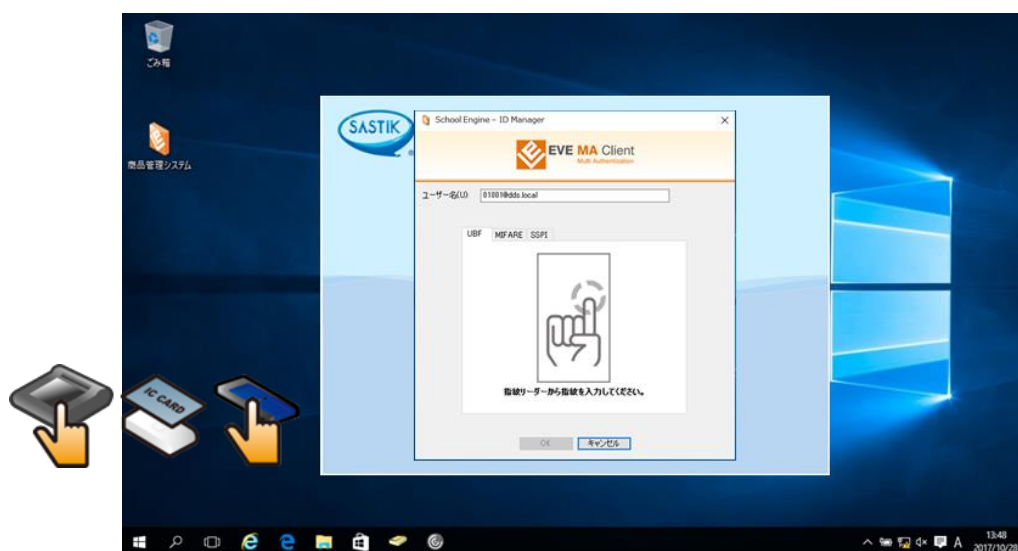 ごみ箱
商品管理システム
SASTIK
®
School Engine - ID Manager
EVE MA Client
Multi Authentication
ユーザー名(U)
01001@dds.local
UBF MIFARE SSPI
指紋リーダーから指紋を入力してください。
OK キャンセル
IC CARD
A
13:48
2017/10/28